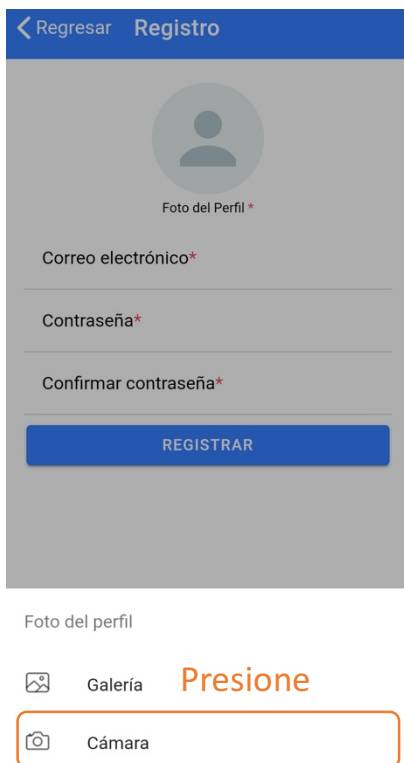 Regresar Registro
Foto del Perfil *
Correo electrónico*
Contraseña*
Confirmar contraseña*
REGISTRAR
Foto del perfil
Galería Presione
Cámara